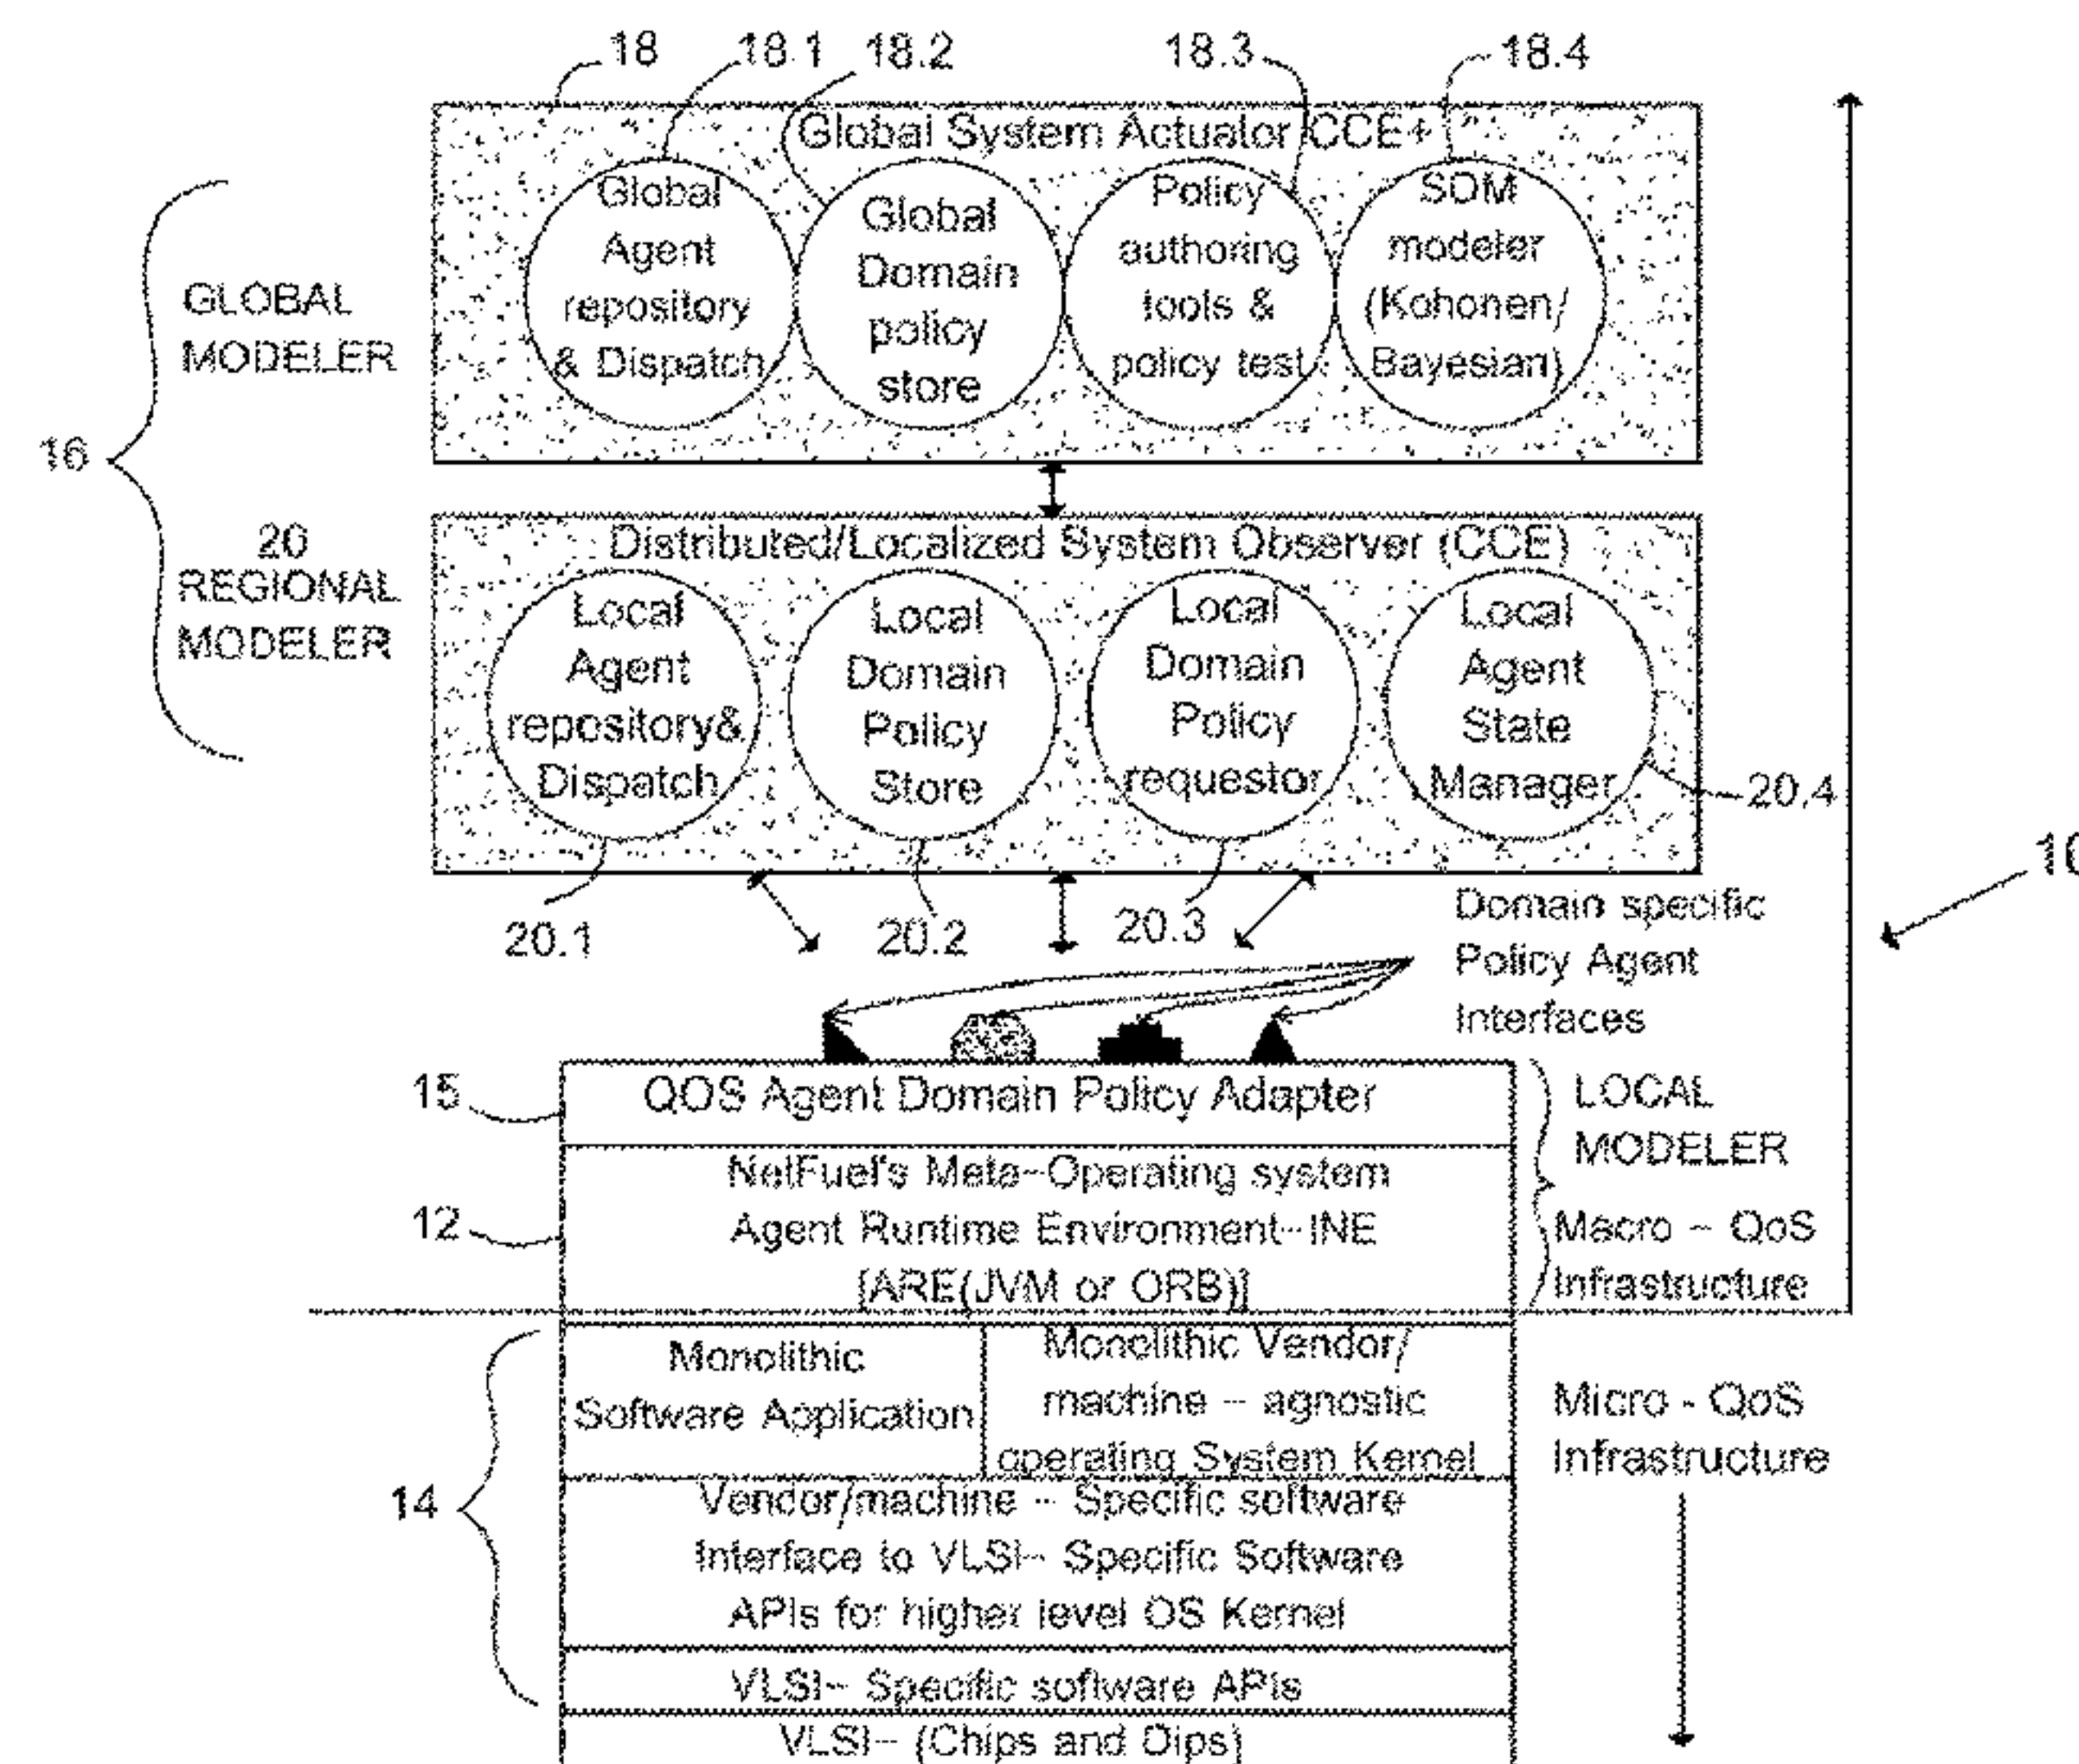 18
18.1
18.2
18.3
18.4
Global System Actuator CCE+
Global
Agent
repository
& Dispatch
Global
Domain
policy
store
Policy
authoring
tools &
policy test
SDM
modeler
(Kohonen/
Bayesian)
GLOBAL
MODELER
16
20
REGIONAL
MODELER
Distributed/Localized System Observer (CCE)
Local
Agent
repository&
Dispatch
Local
Domain
Policy
Store
Local
Domain
Policy
requestor
Local
Agent
State
Manager
20.4
10
20.1
20.2
20.3
Domain specific
Policy Agent
Interfaces
15
QOS Agent Domain Policy Adapter
LOCAL
MODELER
12
NetFuel's Meta-Operating system
Agent Runtime Environment-INE
[ARE(JVM or ORB)]
Macro - QoS
Infrastructure
14
Monolithic
Software Application
Monolithic Vendor/
machine - agnostic
operating System Kernel
Micro - QoS
Infrastructure
Vendor/machine - Specific software
Interface to VLSI- Specific Software
APIs for higher level OS Kernel
VLSI- Specific software APIs
VLSI- (Chips and Dips)